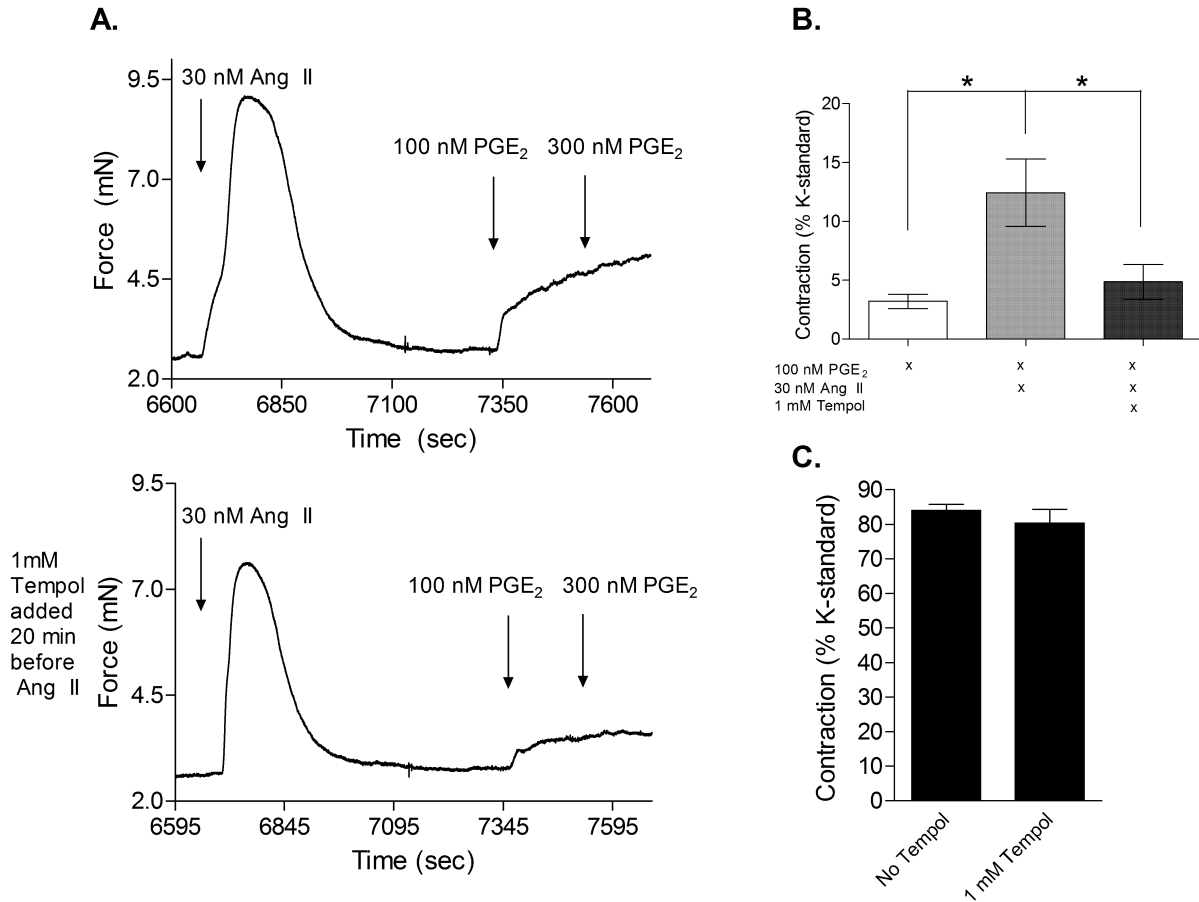 A.
9.5
7.0
4.5
2.0
Force (mN)
30 nM Ang II
100 nM PGE2
300 nM PGE2
6600
6850
7100
7350
7600
Time (sec)
1mM
Tempol
added
20 min
before
Ang II
9.5
7.0
4.5
2.0
Force (mN)
30 nM Ang II
100 nM PGE2
300 nM PGE2
6595
6845
7095
7345
7595
Time (sec)
B.
* *
20
15
10
5
0
Contraction (% K-standard)
100 nM PGE2 x x x
30 nM Ang II x x
1 mM Tempol x
C.
90
80
70
60
50
40
30
20
10
0
Contraction (% K-standard)
No Tempol
1 mM Tempol